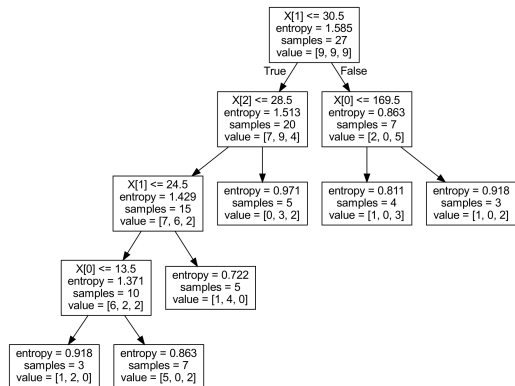 X[1] <= 30.5
entropy = 1.585
samples = 27
value = [9, 9, 9]
True
False
X[2] <= 28.5
entropy = 1.513
samples = 20
value = [7, 9, 4]
X[0] <= 169.5
entropy = 0.863
samples = 7
value = [2, 0, 5]
X[1] <= 24.5
entropy = 1.429
samples = 15
value = [7, 6, 2]
entropy = 0.971
samples = 5
value = [0, 3, 2]
entropy = 0.811
samples = 4
value = [1, 0, 3]
entropy = 0.918
samples = 3
value = [1, 0, 2]
X[0] <= 13.5
entropy = 1.371
samples = 10
value = [6, 2, 2]
entropy = 0.722
samples = 5
value = [1, 4, 0]
entropy = 0.918
samples = 3
value = [1, 2, 0]
entropy = 0.863
samples = 7
value = [5, 0, 2]